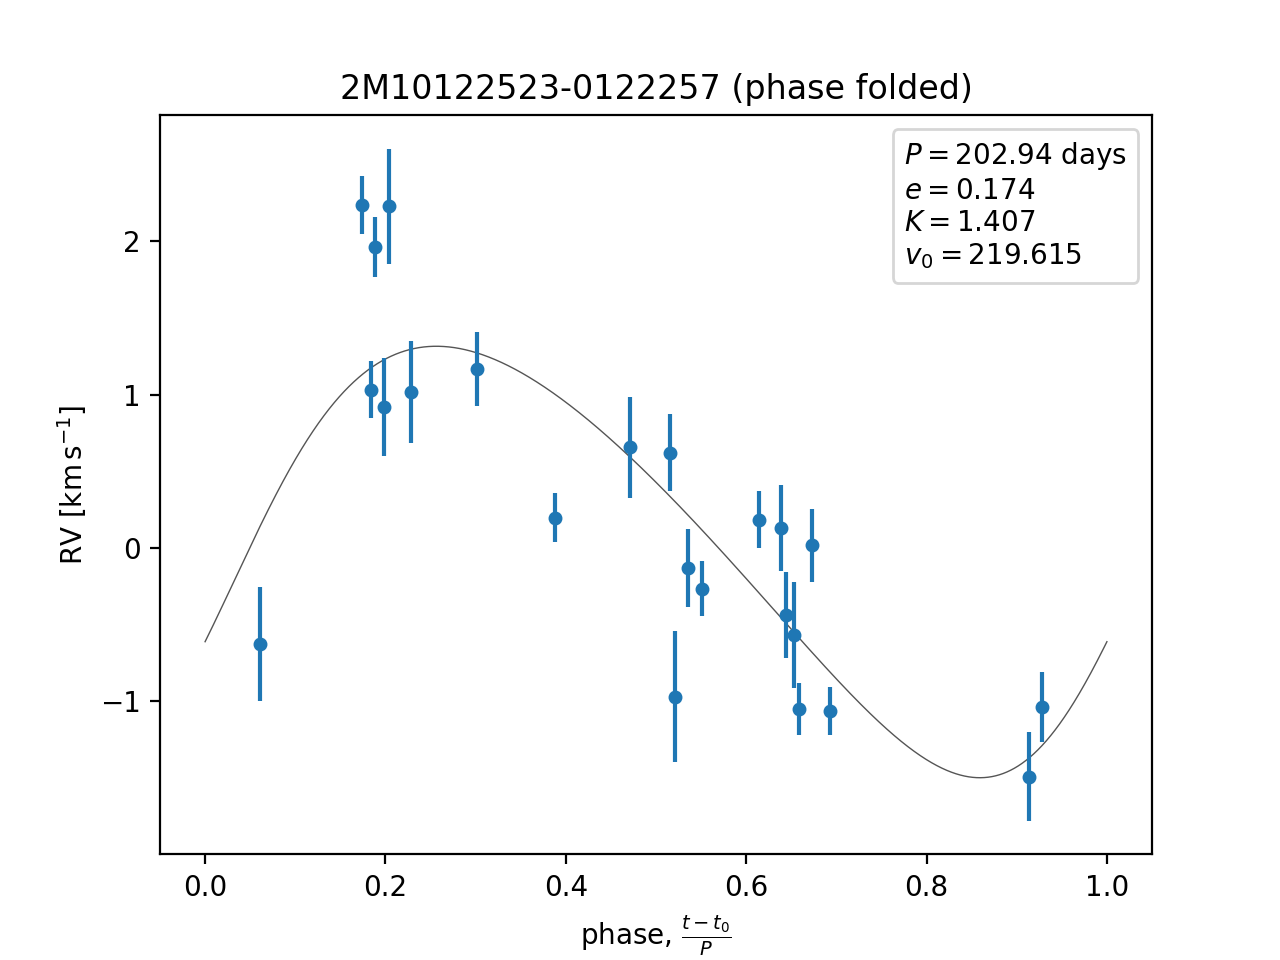 2M10122523-0122257 (phase folded)
P = 202.94 days
e = 0.174
K = 1.407
v₀ = 219.615
RV [km s⁻¹]
2
1
0
−1
0.0 0.2 0.4 0.6 0.8 1.0
phase, (t − t₀)/P